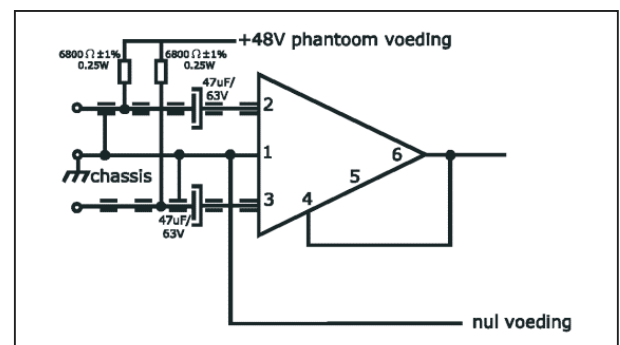 +48V phantoom voeding
6800 Ω ±1%
0.25W
6800 Ω ±1%
0.25W
47uF/
63V
2
1
6
chassis
5
3
4
47uF/
63V
nul voeding